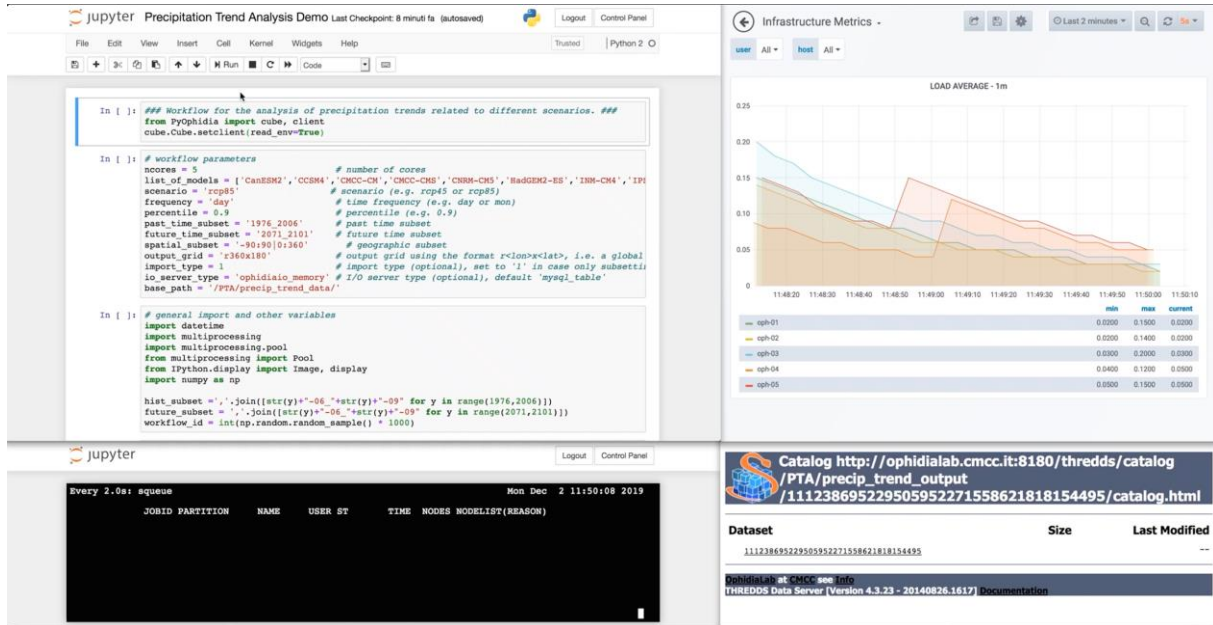 jupyter Precipitation Trend Analysis Demo Last Checkpoint: 8 minuti fa (autosaved)
Logout Control Panel
File Edit View Insert Cell Kernel Widgets Help
Trusted Python 2
Run Code
In [ ]: ### Workflow for the analysis of precipitation trends related to different scenarios. ###
from PyOphidia import cube, client
cube.Cube.setclient(read_env=True)
In [ ]: # workflow parameters
ncores = 5 # number of cores
list_of_models = ['CanESM2','CCSM4','CMCC-CM','CMCC-CMS','CNRM-CM5','HadGEM2-ES','INM-CM4','IP
scenario = 'rcp85' # scenario (e.g. rcp45 or rcp85)
frequency = 'day' # time frequency (e.g. day or mon)
percentile = 0.9 # percentile (e.g. 0.9)
past_time_subset = '1976_2006' # past time subset
future_time_subset = '2071_2101' # future time subset
spatial_subset = '-90:90|0:360' # geographic subset
output_grid = 'r360x180' # output grid using the format r<lon>x<lat>, i.e. a global
import_type = 1 # import type (optional), set to '1' in case only subsetti
io_server_type = 'ophidiaio_memory' # I/O server type (optional), default 'mysql_table'
base_path = '/PTA/precip_trend_data/'
In [ ]: # general import and other variables
import datetime
import multiprocessing
import multiprocessing.pool
from multiprocessing import Pool
from IPython.display import Image, display
import numpy as np
hist_subset =','.join([str(y)+"-06_"+str(y)+"-09" for y in range(1976,2006)])
future_subset = ','.join([str(y)+"-06_"+str(y)+"-09" for y in range(2071,2101)])
workflow_id = int(np.random.random_sample() * 1000)
Infrastructure Metrics
Last 2 minutes 5s
user All host All
LOAD AVERAGE - 1m
0.25
0.20
0.15
0.10
0.05
0
11:48:20 11:48:30 11:48:40 11:48:50 11:49:00 11:49:10 11:49:20 11:49:30 11:49:40 11:49:50 11:50:00 11:50:10
min max current
oph-01 0.0200 0.1500 0.0200
oph-02 0.0200 0.1400 0.0200
oph-03 0.0300 0.2000 0.0300
oph-04 0.0400 0.1200 0.0500
oph-05 0.0500 0.1500 0.0500
jupyter
Logout Control Panel
Every 2.0s: squeue Mon Dec 2 11:50:08 2019
JOBID PARTITION NAME USER ST TIME NODES NODELIST(REASON)
Catalog http://ophidialab.cmcc.it:8180/thredds/catalog
/PTA/precip_trend_output
/111238695229505952271558621818154495/catalog.html
Dataset Size Last Modified
111238695229505952271558621818154495 --
OphidiaLab at CMCC see Info
THREDDS Data Server [Version 4.3.23 - 20140826.1617] Documentation